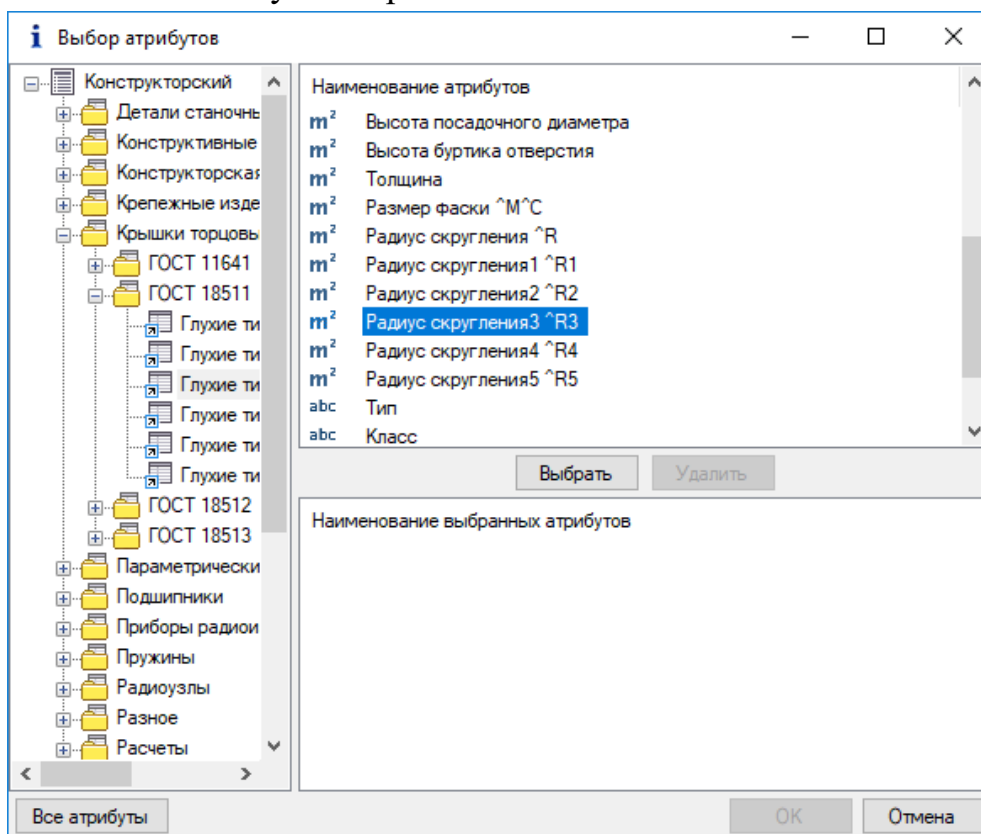 Выбор атрибутов
Конструкторский
Детали станочнь
Конструктивные
Конструкторская
Крепежные изде
Крышки торцовы
ГОСТ 11641
ГОСТ 18511
Глухие ти
Глухие ти
Глухие ти
Глухие ти
Глухие ти
Глухие ти
ГОСТ 18512
ГОСТ 18513
Параметрически
Подшипники
Приборы радиои
Пружины
Радиоузлы
Разное
Расчеты
Все атрибуты
Наименование атрибутов
m² Высота посадочного диаметра
m² Высота буртика отверстия
m² Толщина
m² Размер фаски ^M^C
m² Радиус скругления ^R
m² Радиус скругления1 ^R1
m² Радиус скругления2 ^R2
m² Радиус скругления3 ^R3
m² Радиус скругления4 ^R4
m² Радиус скругления5 ^R5
abc Тип
abc Класс
Выбрать Удалить
Наименование выбранных атрибутов
OK Отмена